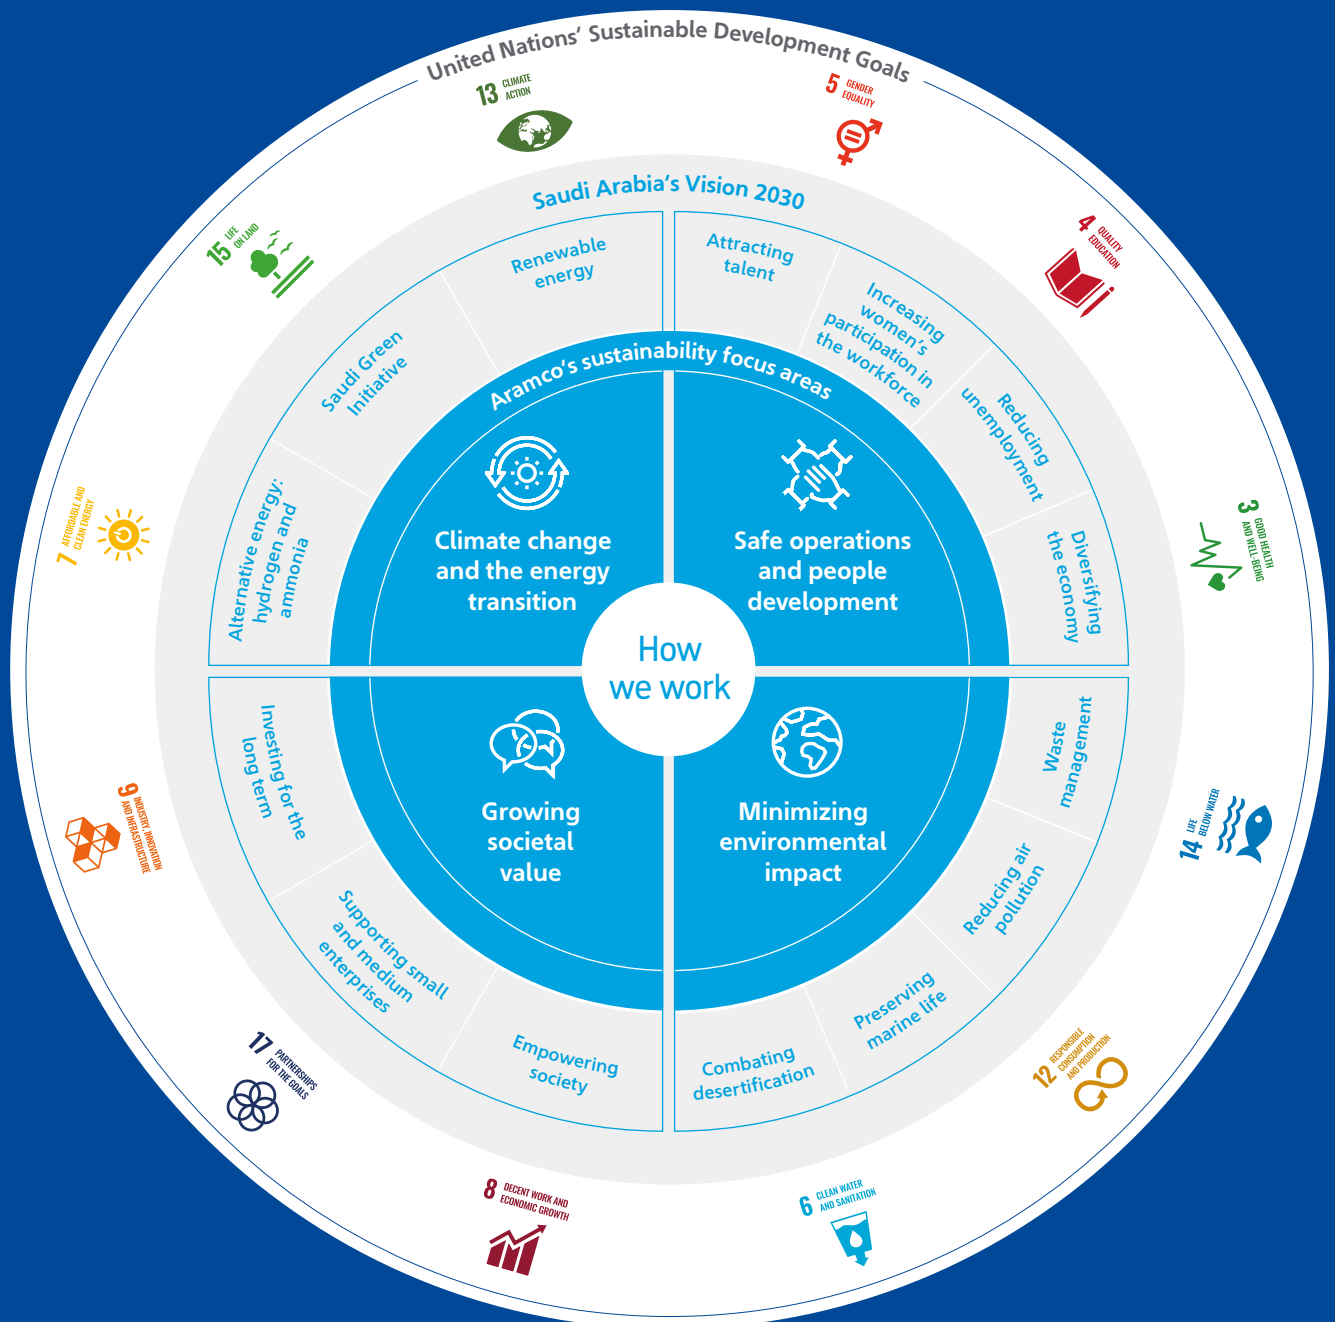 United Nations’ Sustainable Development Goals
13 CLIMATE
ACTION
5 GENDER
EQUALITY
4 QUALITY
EDUCATION
3 GOOD HEALTH
AND WELL-BEING
14 LIFE
BELOW WATER
12 RESPONSIBLE
CONSUMPTION
AND PRODUCTION
6 CLEAN WATER
AND SANITATION
8 DECENT WORK AND
ECONOMIC GROWTH
17 PARTNERSHIPS
FOR THE GOALS
9 INDUSTRY, INNOVATION
AND INFRASTRUCTURE
7 AFFORDABLE AND
CLEAN ENERGY
15 LIFE
ON LAND
Saudi Arabia’s Vision 2030
Renewable
energy
Attracting
talent
Increasing
women’s
participation in
the workforce
Reducing
unemployment
Diversifying
the economy
Waste
management
Reducing air
pollution
Preserving
marine life
Combating
desertification
Empowering
society
Supporting small
and medium
enterprises
Investing for the
long term
Alternative energy:
hydrogen and
ammonia
Saudi Green
Initiative
Aramco’s sustainability focus areas
Climate change
and the energy
transition
Safe operations
and people
development
How
we work
Growing
societal
value
Minimizing
environmental
impact